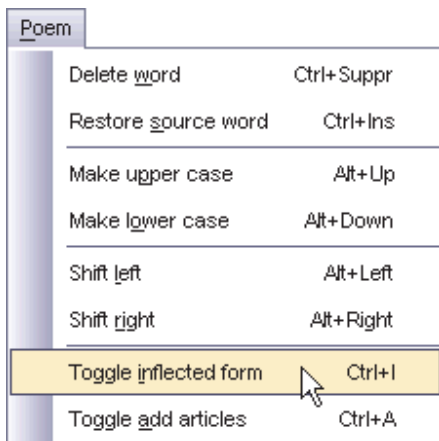 Poem
Delete word Ctrl+Suppr
Restore source word Ctrl+Ins
Make upper case Alt+Up
Make lower case Alt+Down
Shift left Alt+Left
Shift right Alt+Right
Toggle inflected form Ctrl+I
Toggle add articles Ctrl+A